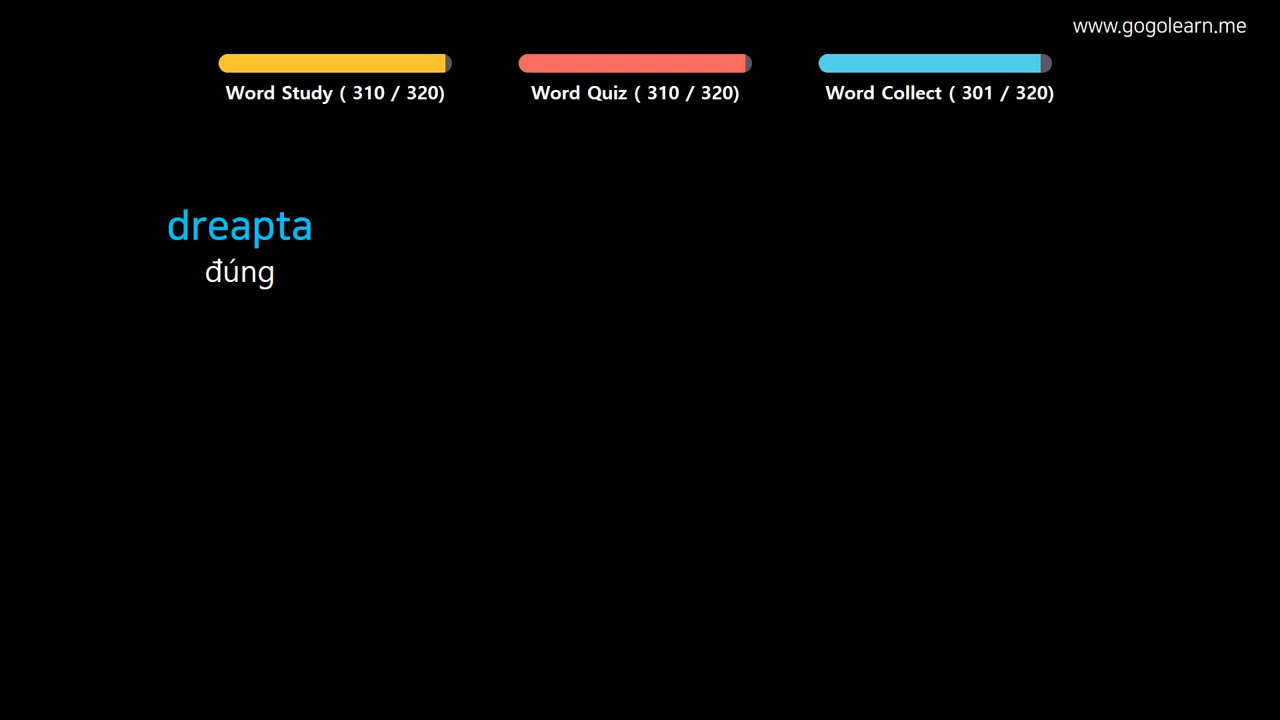 www.gogolearn.me
Word Study ( 310 / 320)
Word Quiz ( 310 / 320)
Word Collect ( 301 / 320)
dreapta
đúng